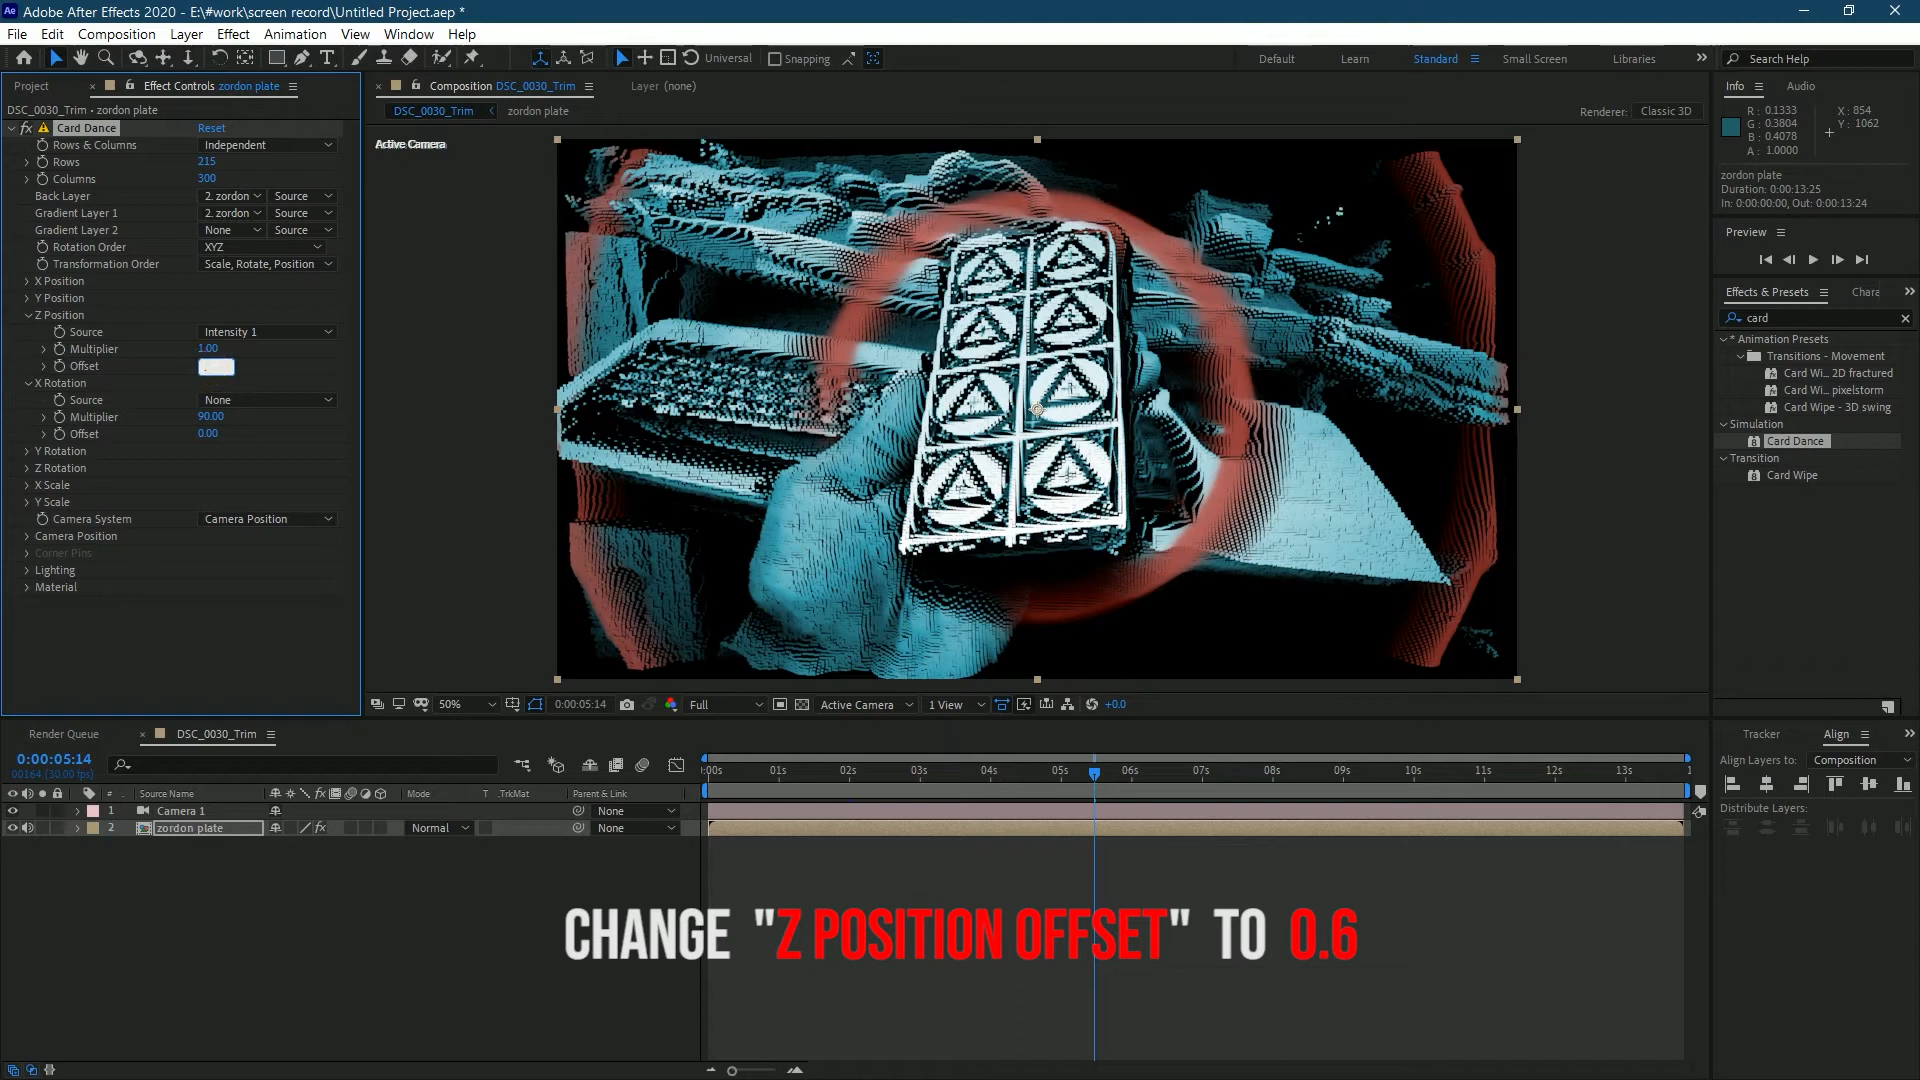 Adobe After Effects 2020 - E:\#work\screen record\Untitled Project.aep *
File Edit Composition Layer Effect Animation View Window Help
Universal Snapping Default Learn Standard Small Screen Libraries Search Help
Project Effect Controls zordon plate
DSC_0030_Trim • zordon plate
fx Card Dance Reset
Rows & Columns Independent
Rows 215
Columns 300
Back Layer 2. zordon Source
Gradient Layer 1 2. zordon Source
Gradient Layer 2 None Source
Rotation Order XYZ
Transformation Order Scale, Rotate, Position
X Position
Y Position
Z Position
Source Intensity 1
Multiplier 1.00
Offset .
X Rotation
Source None
Multiplier 90.00
Offset 0.00
Y Rotation
Z Rotation
X Scale
Y Scale
Camera System Camera Position
Camera Position
Corner Pins
Lighting
Material
Composition DSC_0030_Trim Layer (none)
DSC_0030_Trim zordon plate Renderer: Classic 3D
Active Camera
50% 0:00:05:14 Full Active Camera 1 View +0.0
Info Audio
R : 0.1333
G : 0.3804
B : 0.4078
A : 1.0000
X : 854
Y : 1062
zordon plate
Duration: 0:00:13:25
In: 0:00:00:00, Out: 0:00:13:24
Preview
Effects & Presets Chara
card
* Animation Presets
Transitions - Movement
Card Wi... 2D fractured
Card Wi... pixelstorm
Card Wipe - 3D swing
Simulation
Card Dance
Transition
Card Wipe
Render Queue DSC_0030_Trim
0:00:05:14
00164 (30.00 fps)
# Source Name fx Mode T .TrkMat Parent & Link
1 Camera 1 None
2 zordon plate fx Normal None
:00s 01s 02s 03s 04s 05s 06s 07s 08s 09s 10s 11s 12s 13s 1
Tracker Align
Align Layers to: Composition
Distribute Layers:
CHANGE "Z POSITION OFFSET" TO 0.6